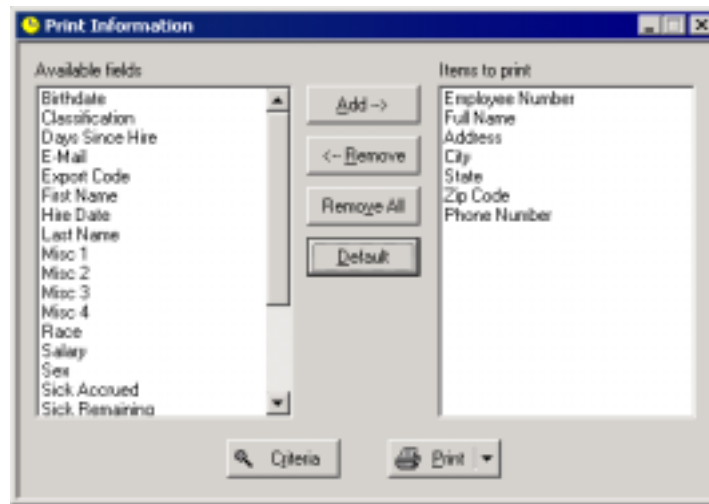 Print Information
Available fields
Birthdate
Classification
Days Since Hire
E-Mail
Export Code
First Name
Hire Date
Last Name
Misc 1
Misc 2
Misc 3
Misc 4
Race
Salary
Sex
Sick Accrued
Sick Remaining
Add -->
<-- Remove
Remove All
Default
Items to print
Employee Number
Full Name
Address
City
State
Zip Code
Phone Number
Criteria
Print